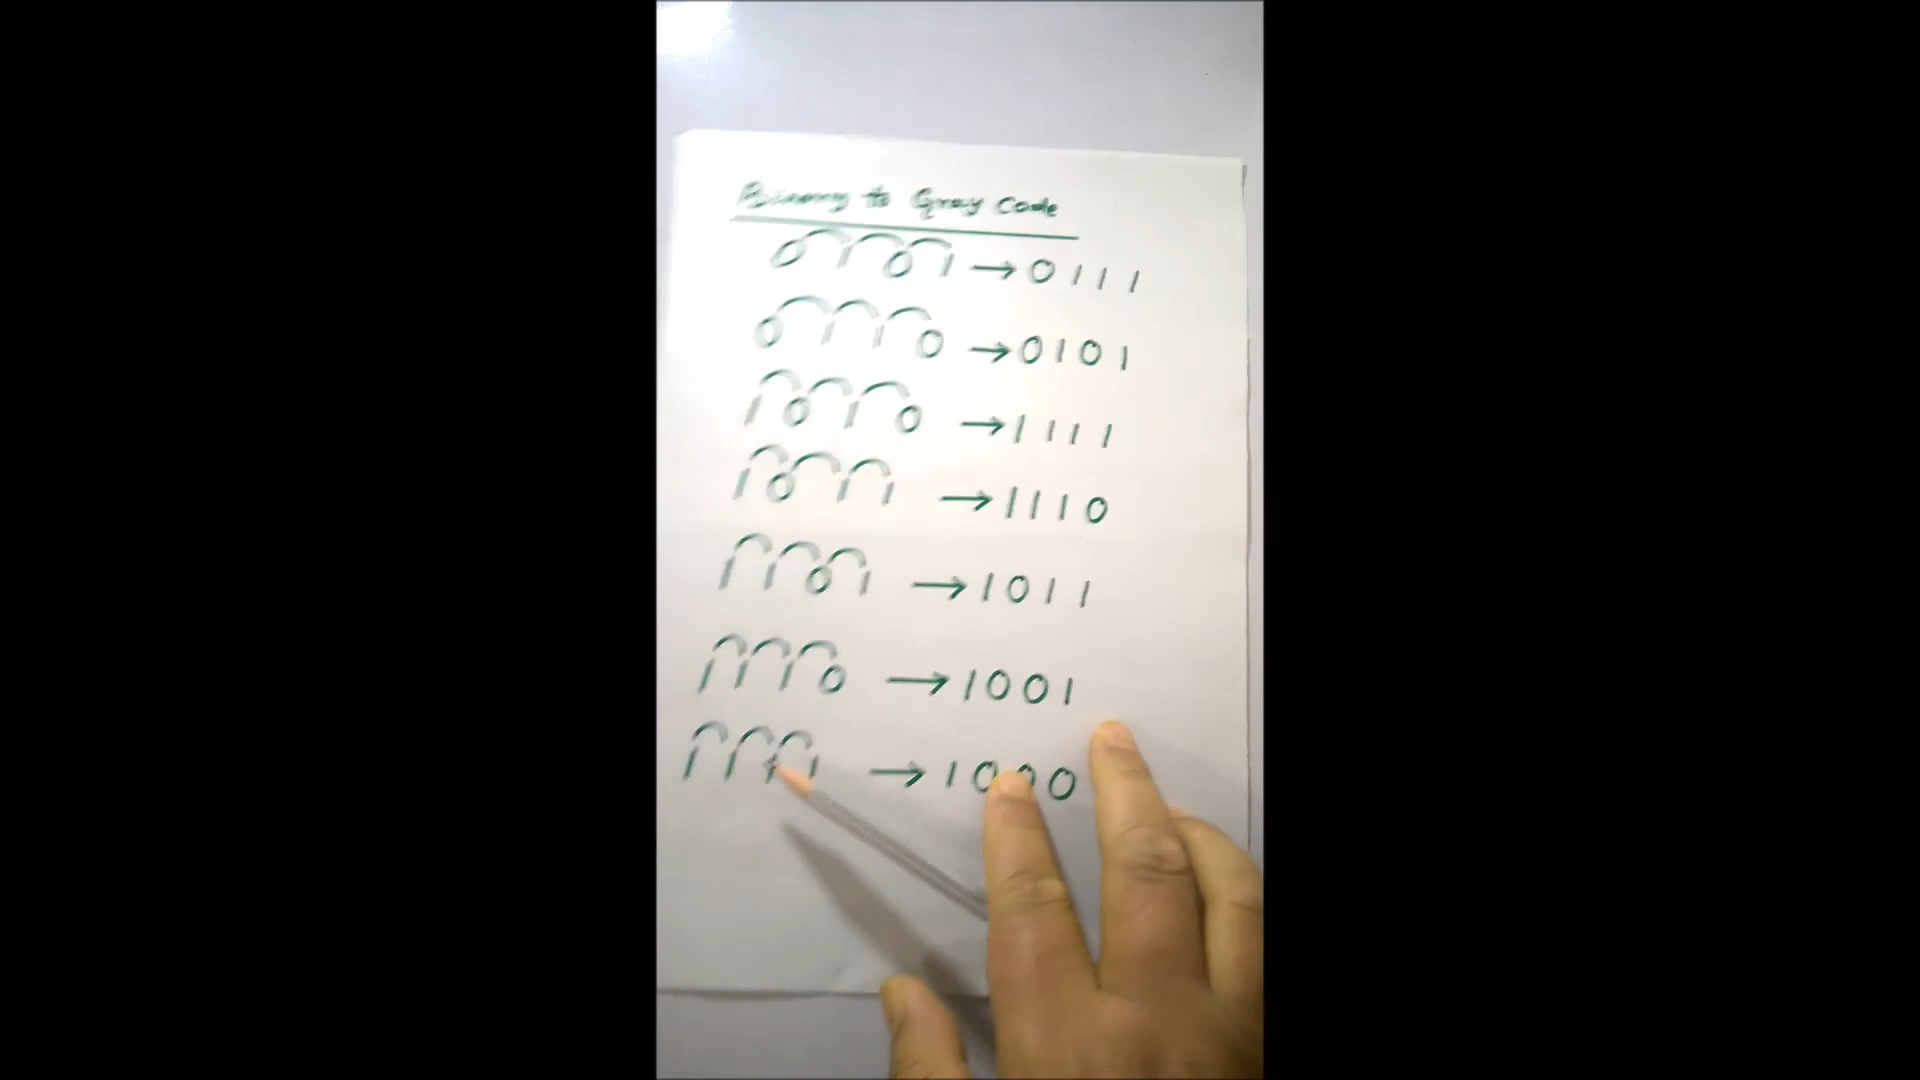 Binary to Gray Code
0101 → 0111
0110 → 0101
1010 → 1111
1011 → 1110
1101 → 1011
1110 → 1001
1111 → 1000